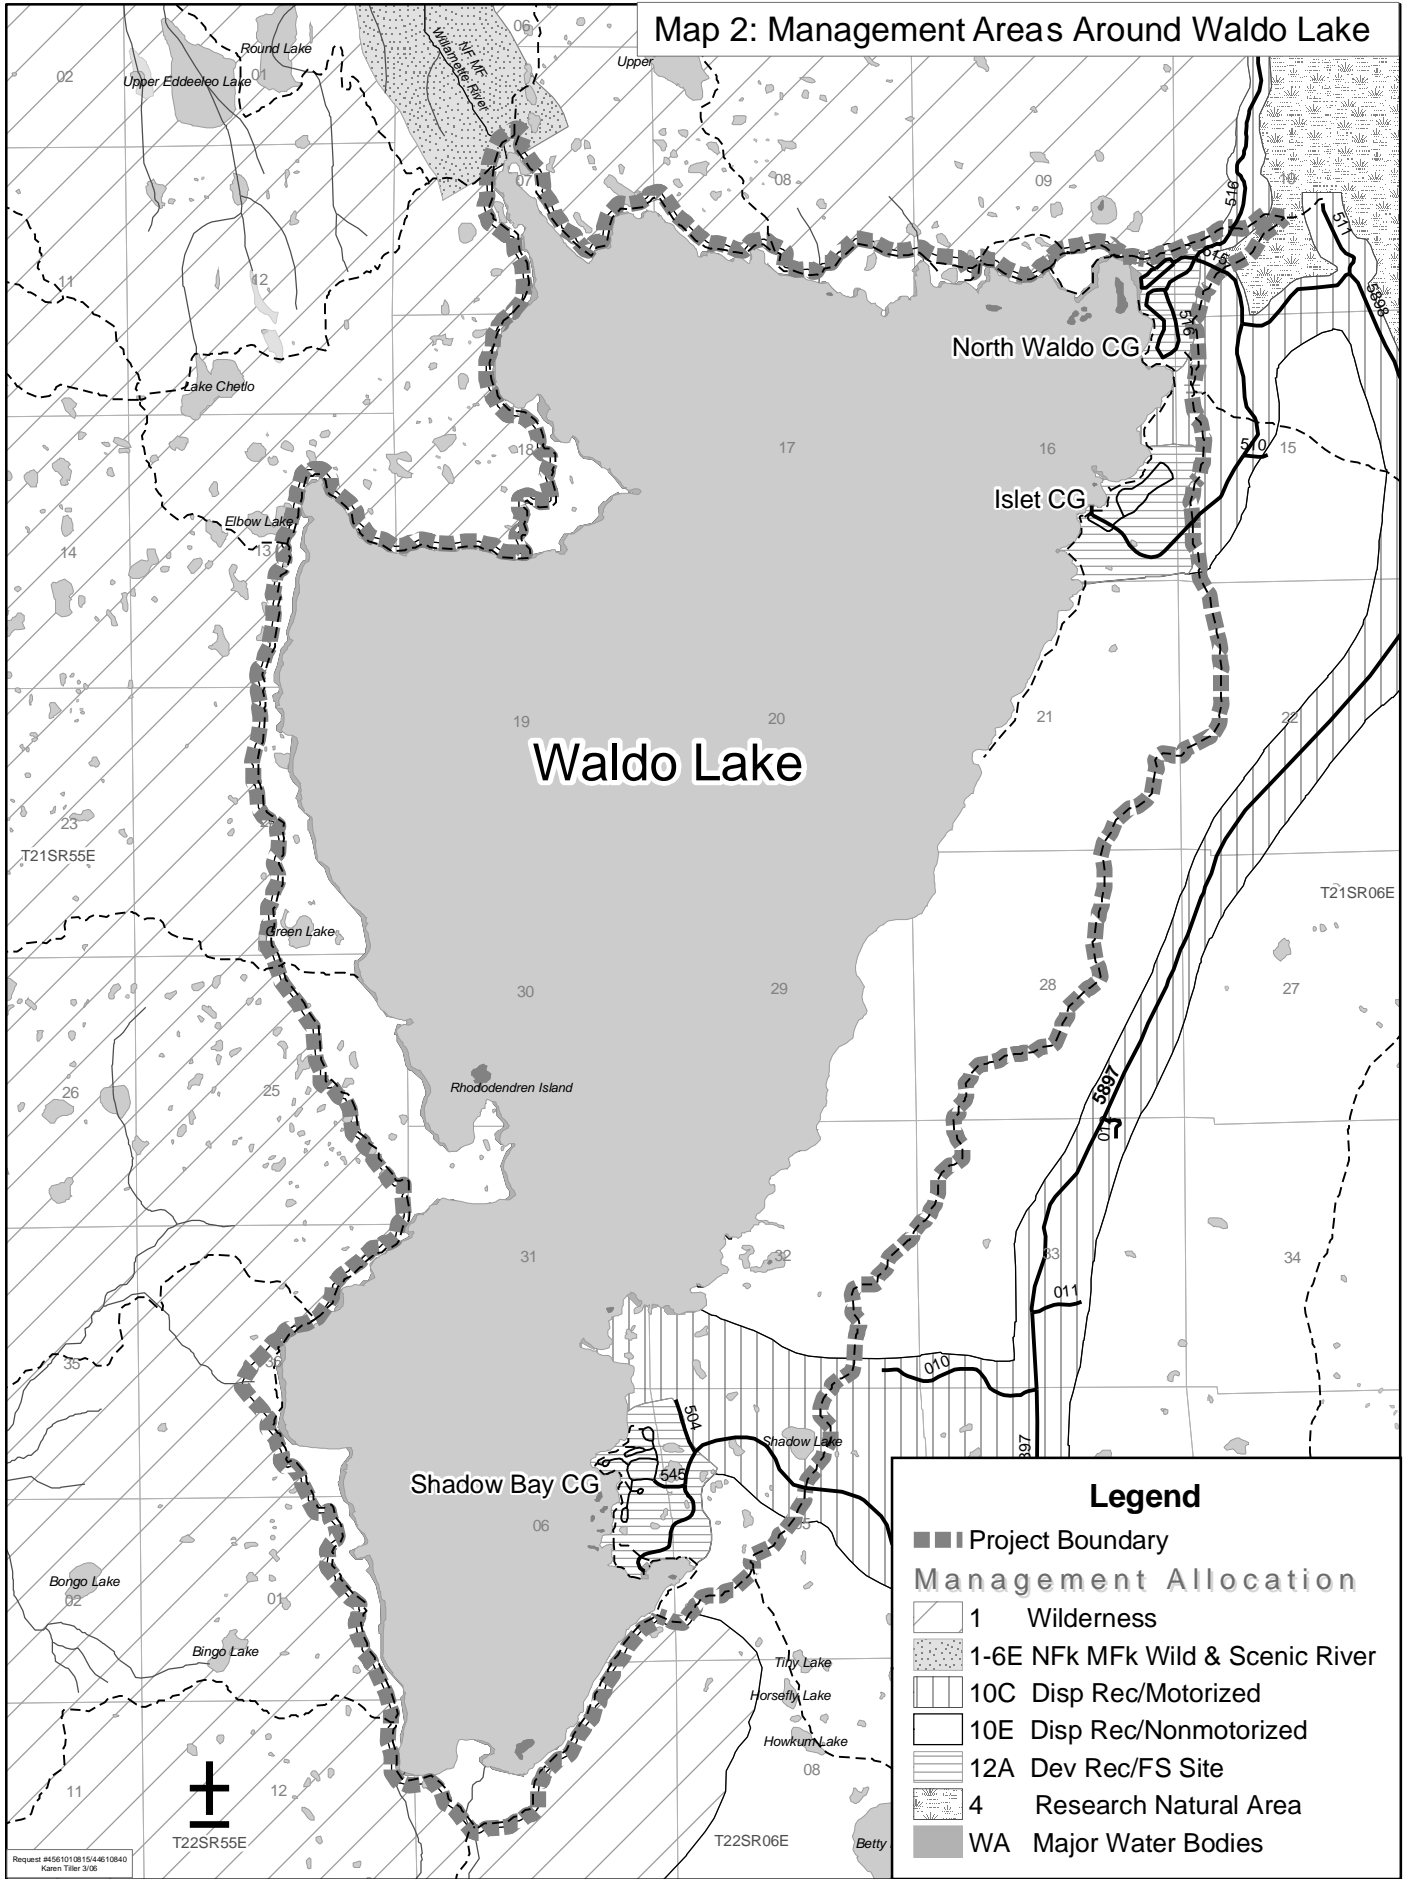 Map 2: Management Areas Around Waldo Lake
06
Round Lake
Upper
02
01
Upper Eddeeleo Lake
NF MF
Willamette River
07
08
09
10
516
511
515
5898
11
12
516
North Waldo CG
Lake Chetlo
18
17
16
510
15
Islet CG
Elbow Lake
14
13
19
20
21
22
Waldo Lake
23
24
T21SR55E
T21SR06E
Green Lake
30
29
28
27
26
25
Rhododendren Island
5897
012
31
32
33
34
011
35
36
010
504
Shadow Lake
897
Shadow Bay CG
545
06
05
Bongo Lake
02
01
Bingo Lake
Tiny Lake
Horsefly Lake
Howkum Lake
08
11
12
T22SR55E
T22SR06E
Betty
Request #4561010815/44610840
Karen Tiller 3/06
Legend
Project Boundary
Management Allocation
1 Wilderness
1-6E NFk MFk Wild & Scenic River
10C Disp Rec/Motorized
10E Disp Rec/Nonmotorized
12A Dev Rec/FS Site
4 Research Natural Area
WA Major Water Bodies